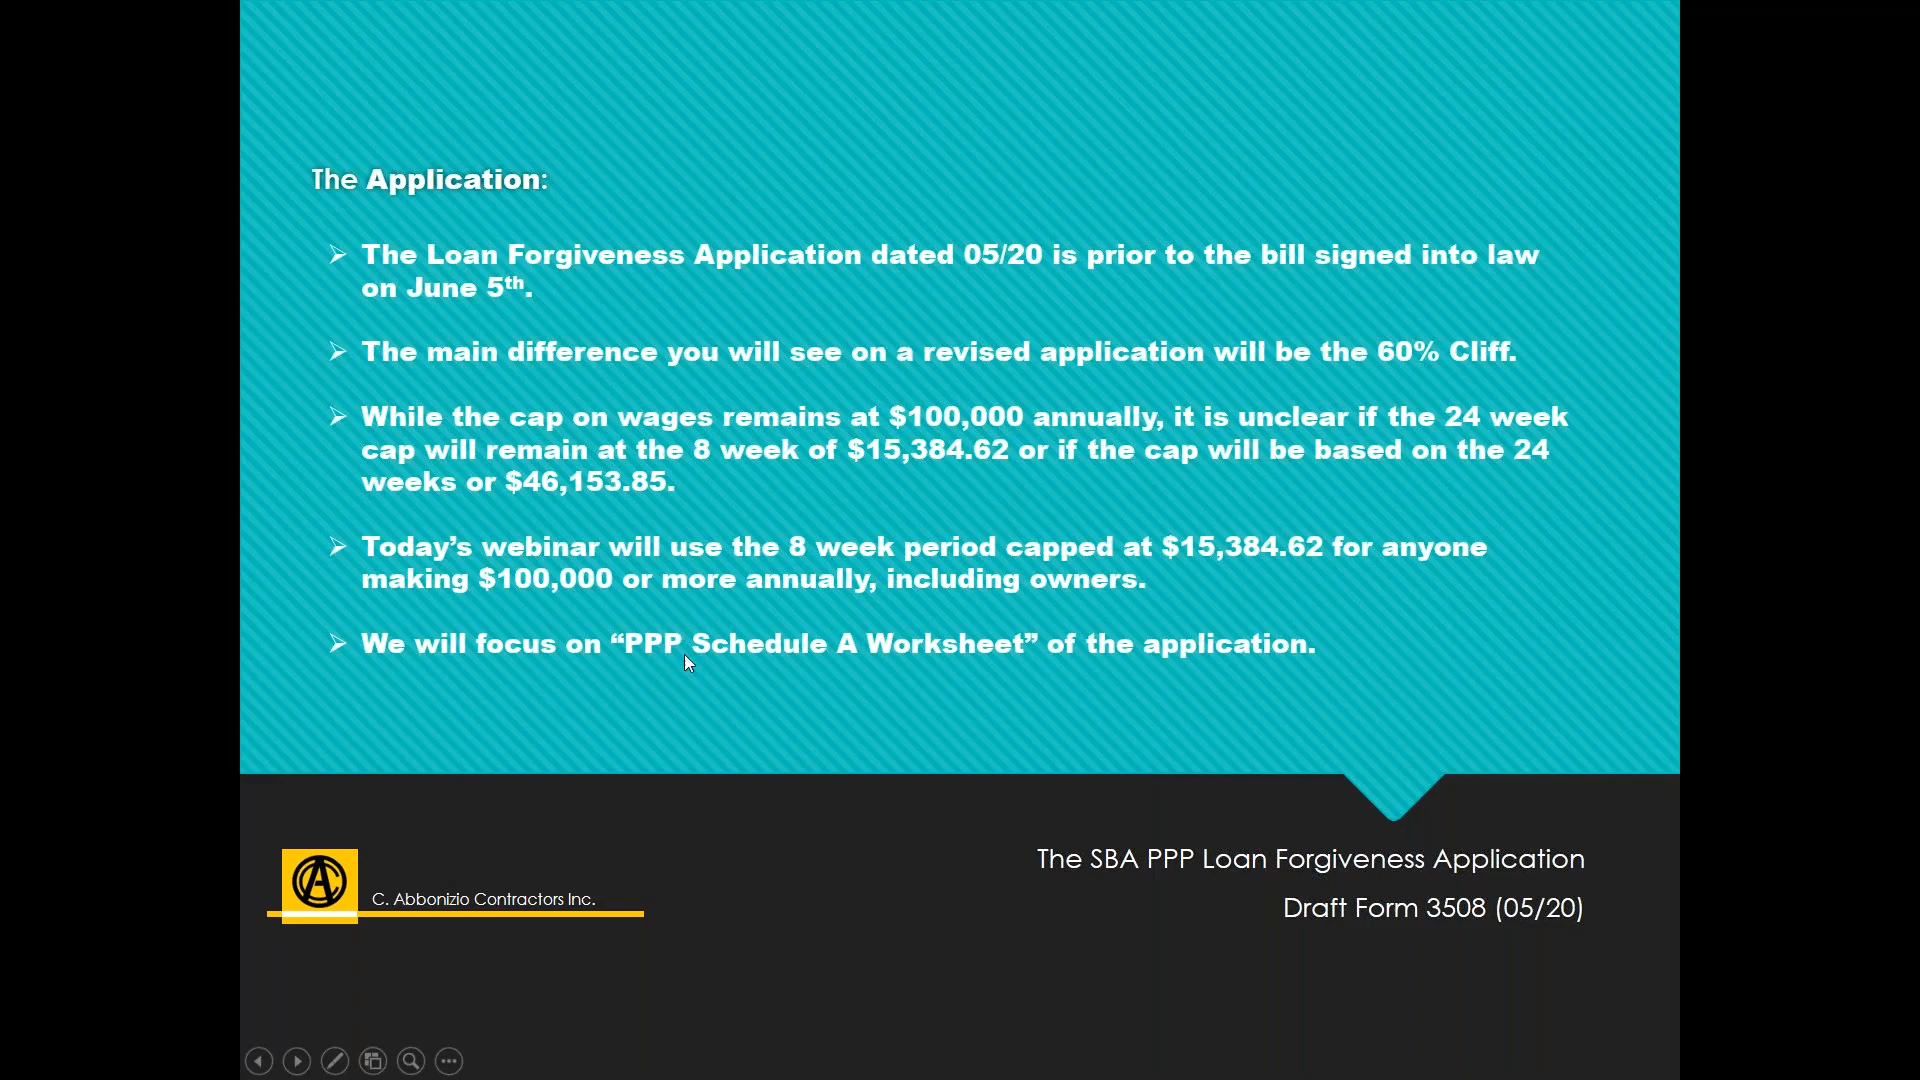 The Application:
The Loan Forgiveness Application dated 05/20 is prior to the bill signed into law
on June 5th.
The main difference you will see on a revised application will be the 60% Cliff.
While the cap on wages remains at $100,000 annually, it is unclear if the 24 week
cap will remain at the 8 week of $15,384.62 or if the cap will be based on the 24
weeks or $46,153.85.
Today’s webinar will use the 8 week period capped at $15,384.62 for anyone
making $100,000 or more annually, including owners.
We will focus on “PPP Schedule A Worksheet” of the application.
The SBA PPP Loan Forgiveness Application
Draft Form 3508 (05/20)
C. Abbonizio Contractors Inc.